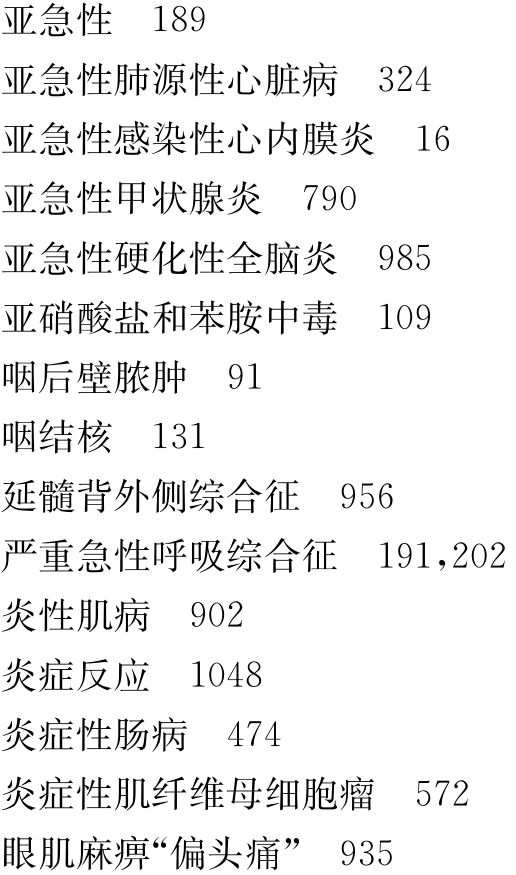 亚急性 189
亚急性肺源性心脏病 324
亚急性感染性心内膜炎 16
亚急性甲状腺炎 790
亚急性硬化性全脑炎 985
亚硝酸盐和苯胺中毒 109
咽后壁脓肿 91
咽结核 131
延髓背外侧综合征 956
严重急性呼吸综合征 191,202
炎性肌病 902
炎症反应 1048
炎症性肠病 474
炎症性肌纤维母细胞瘤 572
眼肌麻痹“偏头痛” 935